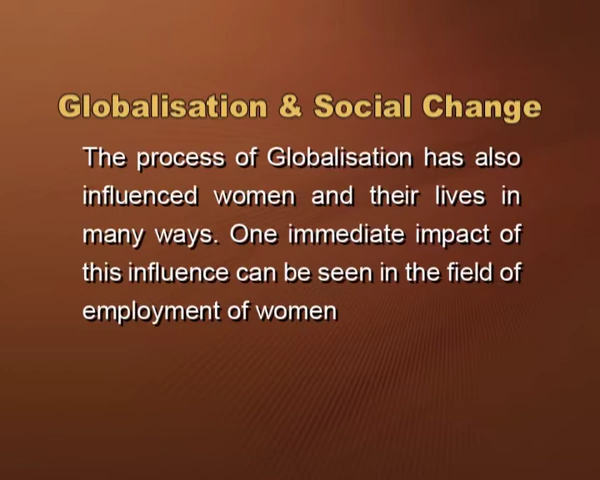 Globalisation & Social Change
The process of Globalisation has also
influenced women and their lives in
many ways. One immediate impact of
this influence can be seen in the field of
employment of women